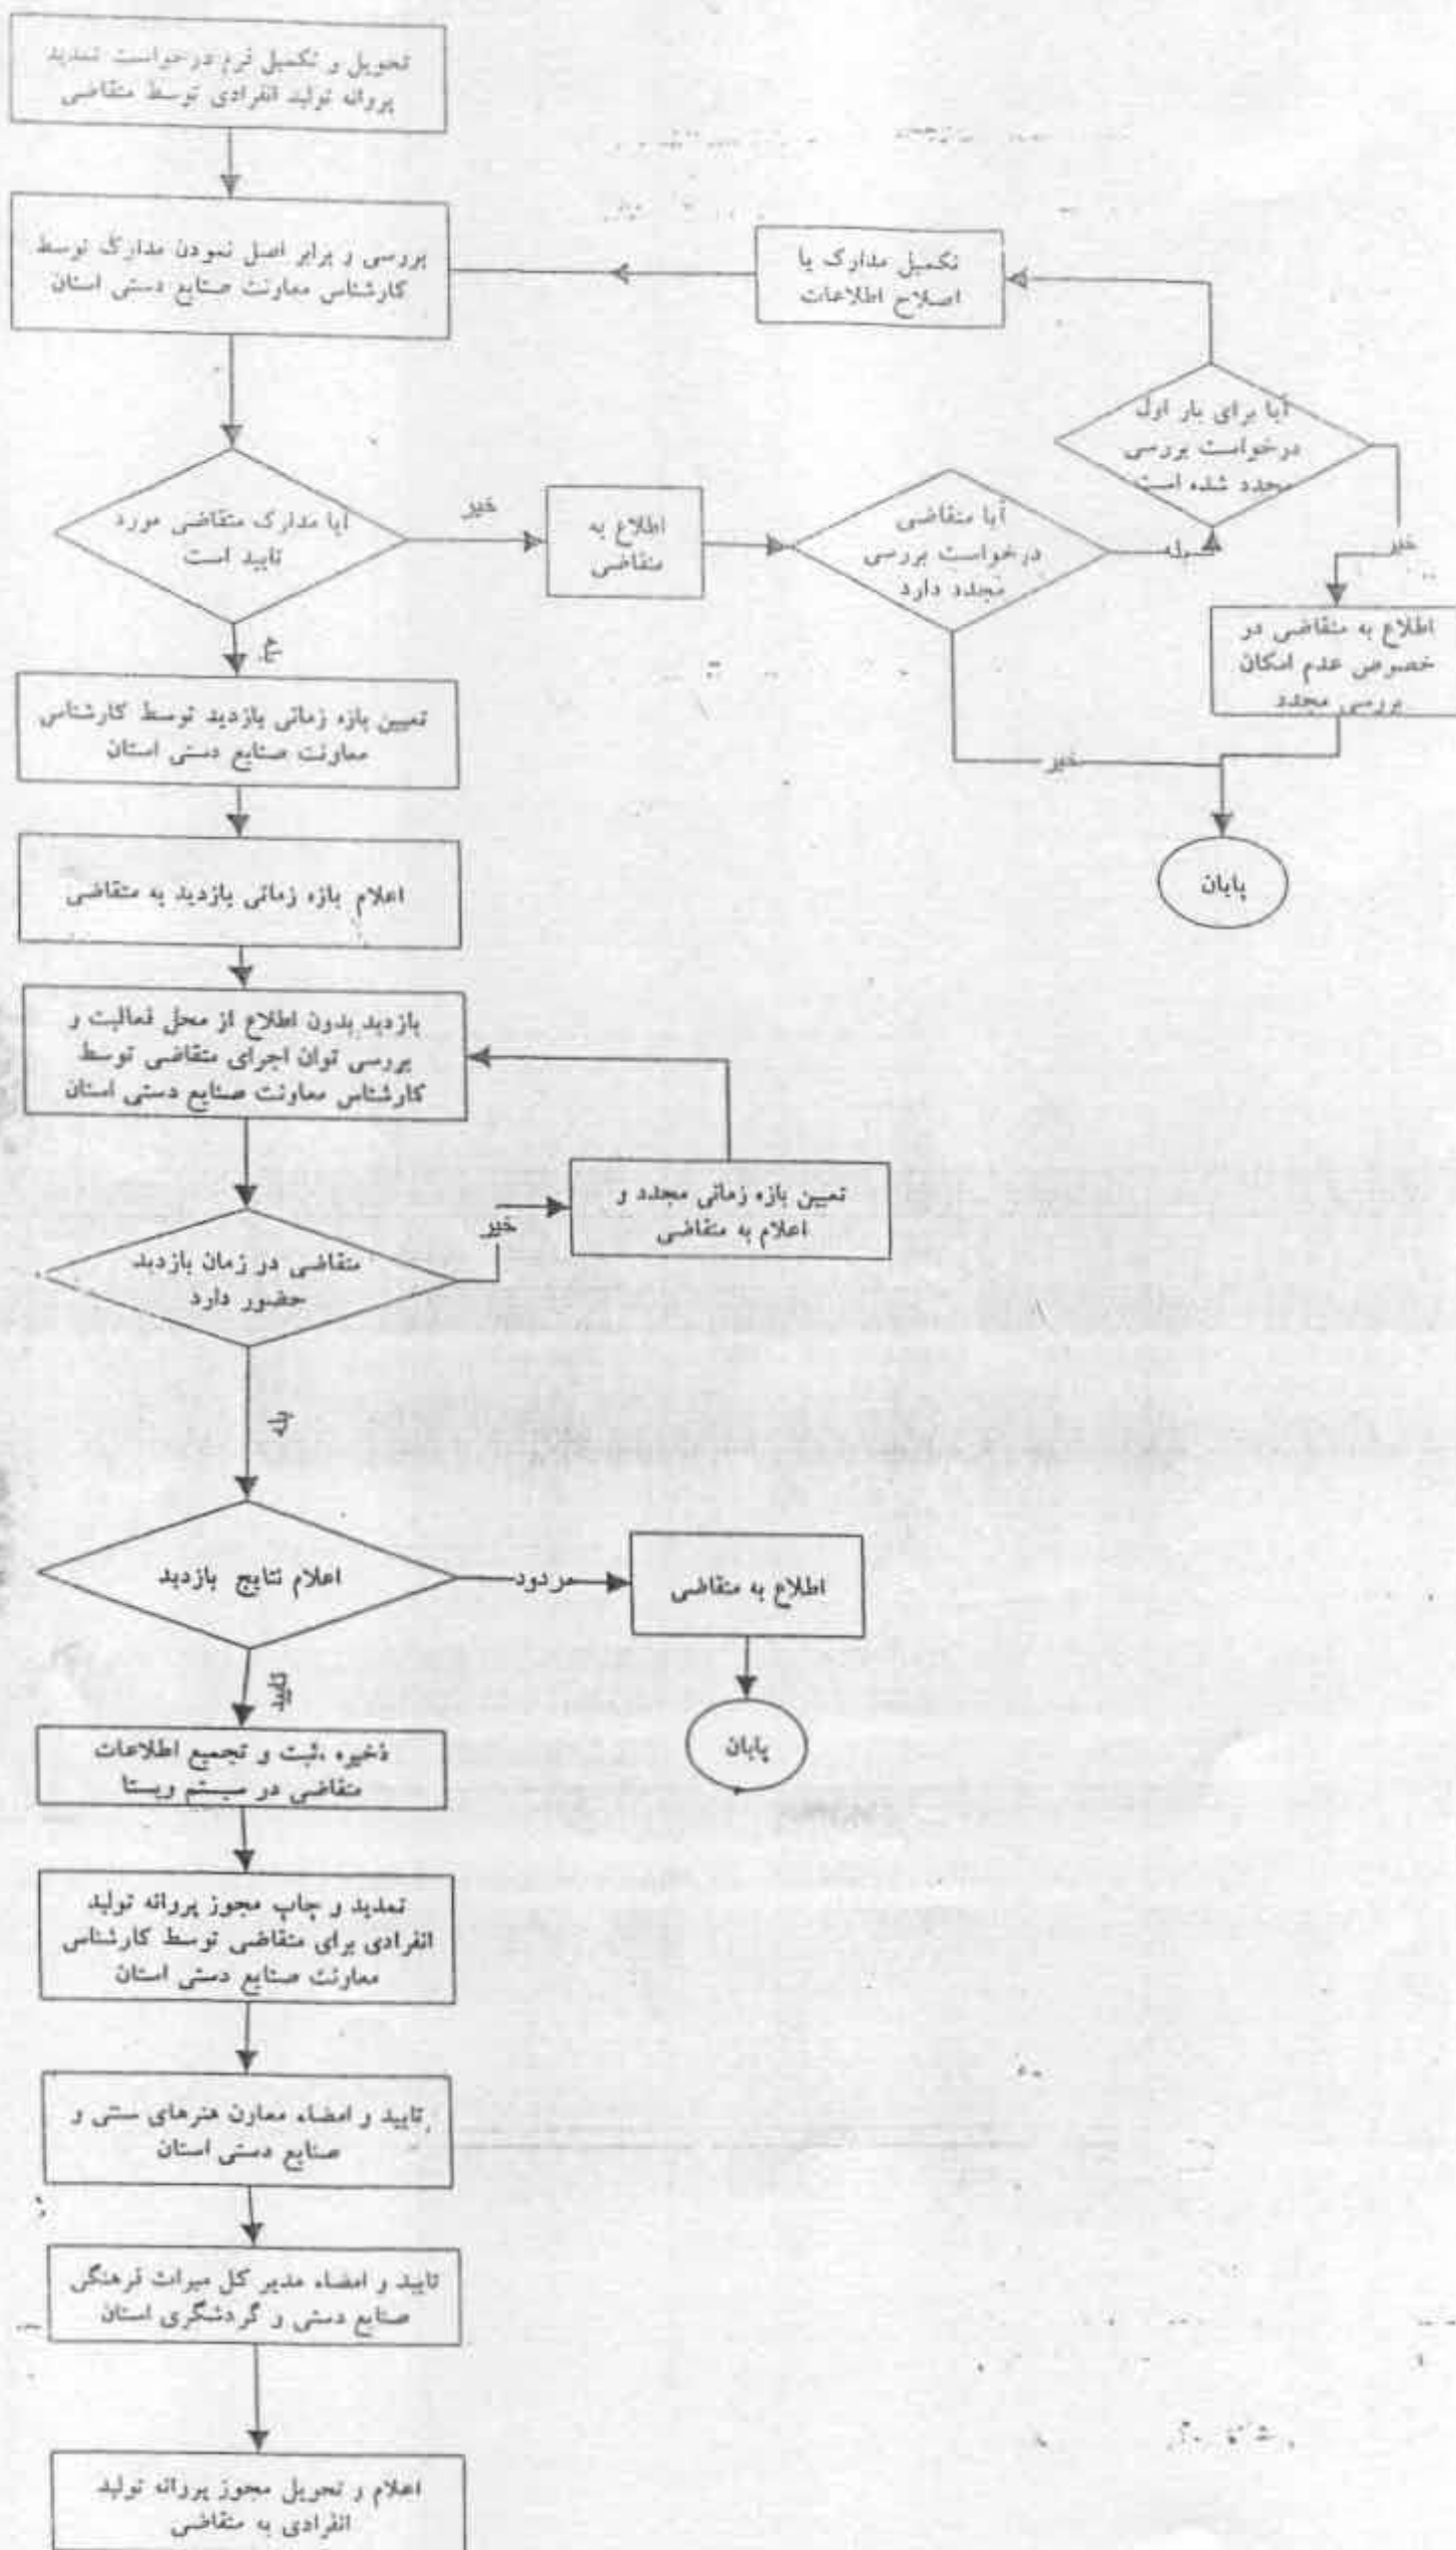 تحویل و تکمیل فرم درخواست تمدید
پروانه تولید انفرادی توسط متقاضی
بررسی و برابر اصل نمودن مدارک توسط
کارشناس معاونت صنایع دستی استان
تکمیل مدارک یا
اصلاح اطلاعات
آیا برای بار اول
درخواست بررسی
مجدد شده است
آیا مدارک متقاضی مورد
تایید است
خیر
اطلاع به
متقاضی
آیا متقاضی
درخواست بررسی
مجدد دارد
بله
خیر
اطلاع به متقاضی در
خصوص عدم امکان
بررسی مجدد
خیر
پایان
تعیین بازه زمانی بازدید توسط کارشناس
معاونت صنایع دستی استان
اعلام بازه زمانی بازدید به متقاضی
بازدید بدون اطلاع از محل فعالیت و
بررسی توان اجرای متقاضی توسط
کارشناس معاونت صنایع دستی استان
تعیین بازه زمانی مجدد و
اعلام به متقاضی
خیر
متقاضی در زمان بازدید
حضور دارد
بله
اعلام نتایج بازدید
مردود
اطلاع به متقاضی
پایان
تایید
ذخیره ،ثبت و تجمیع اطلاعات
متقاضی در سیستم ویستا
تمدید و چاپ مجوز پروانه تولید
انفرادی برای متقاضی توسط کارشناس
معاونت صنایع دستی استان
تایید و امضاء معاون هنرهای سنتی و
صنایع دستی استان
تایید و امضاء مدیر کل میراث فرهنگی
صنایع دستی و گردشگری استان
اعلام و تحویل مجوز پروانه تولید
انفرادی به متقاضی